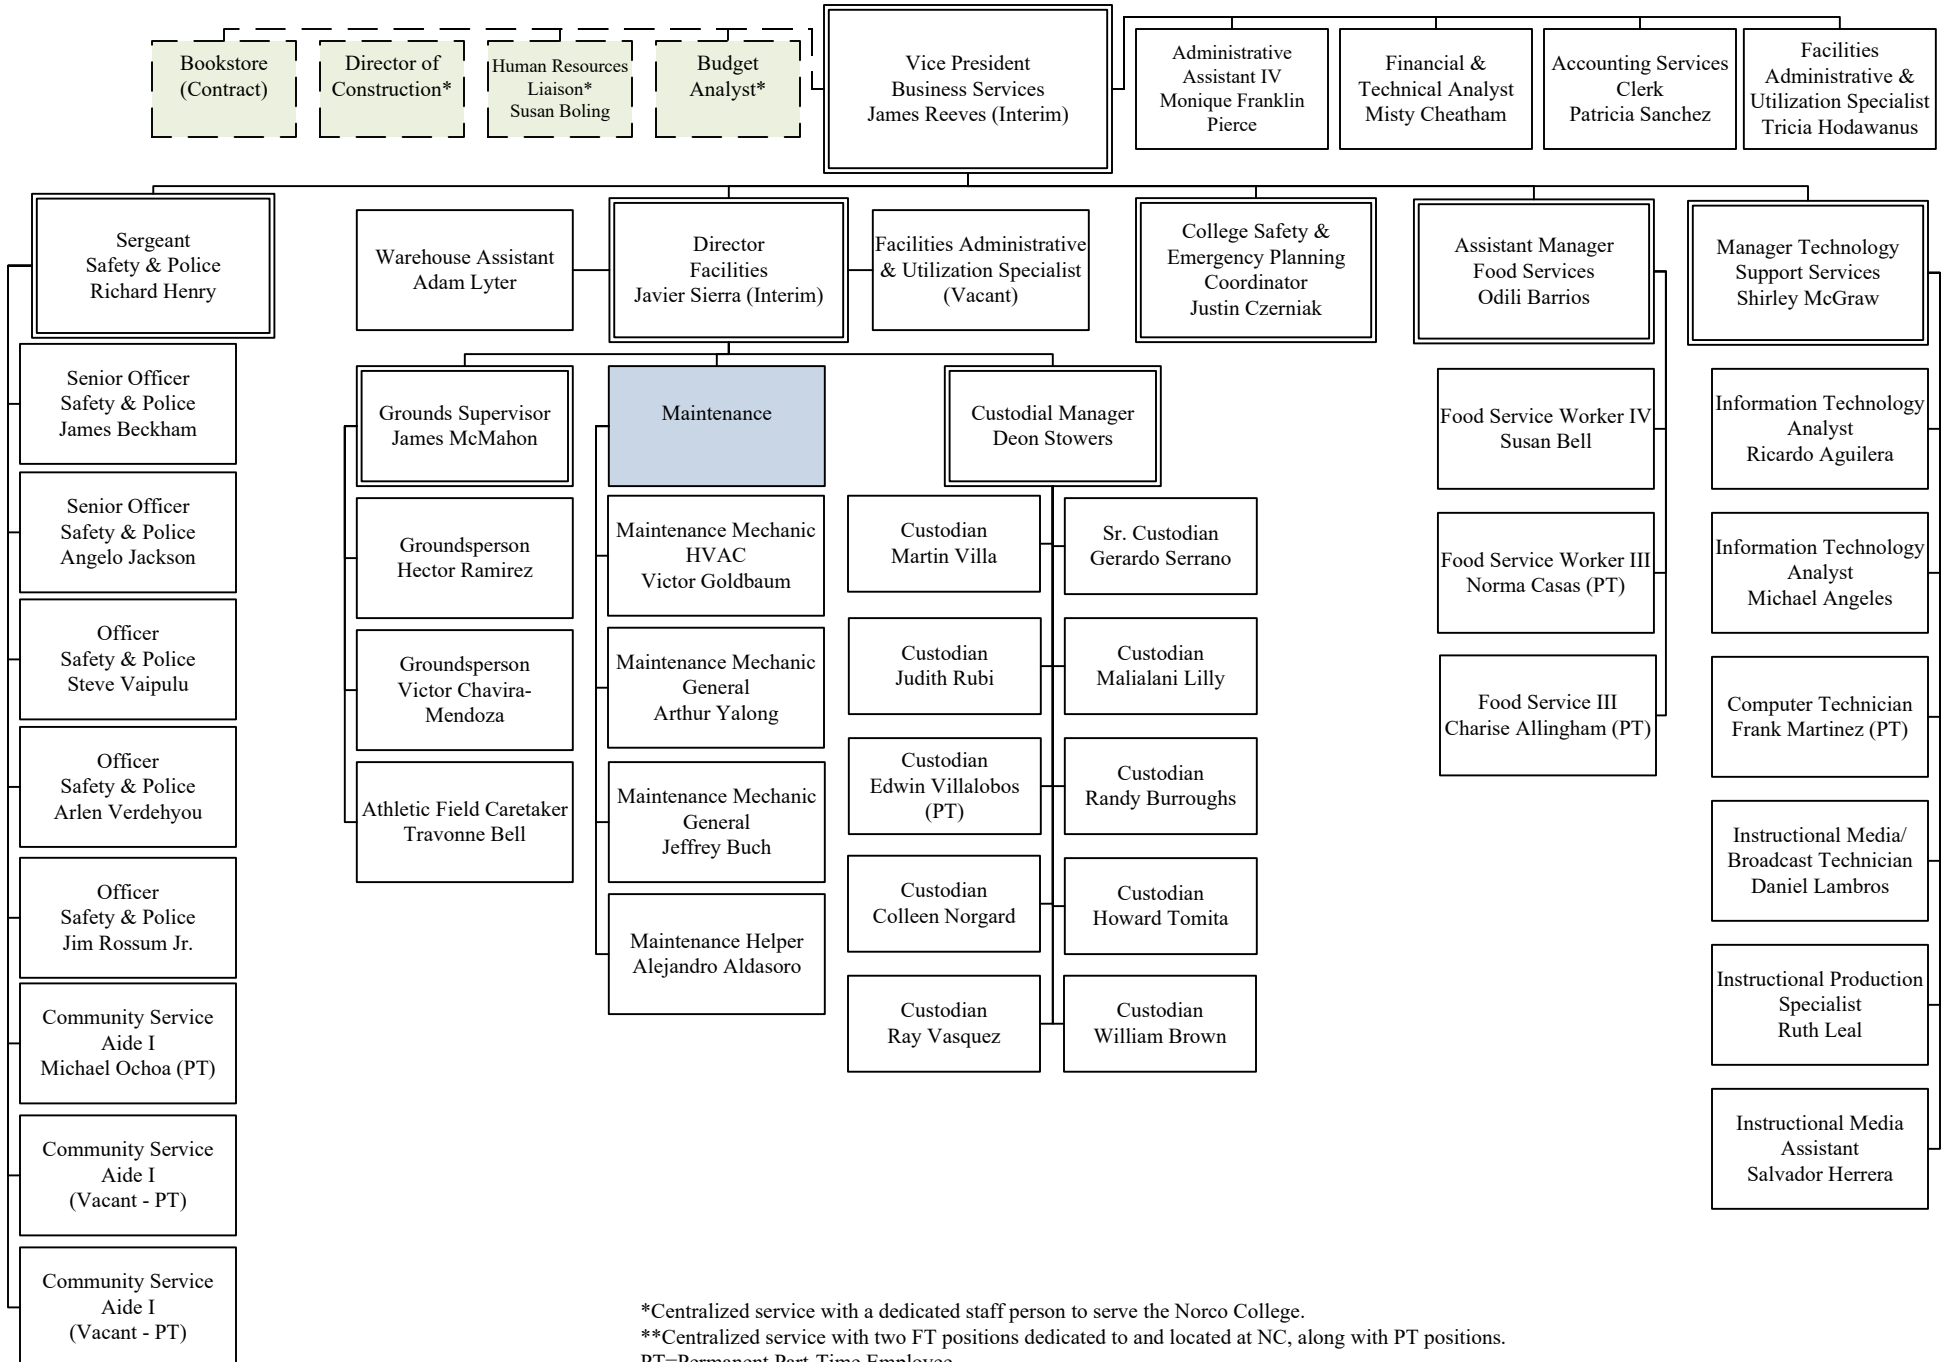 Bookstore
(Contract)
Director of
Construction*
Human Resources
Liaison*
Susan Boling
Budget
Analyst*
Vice President
Business Services
James Reeves (Interim)
Administrative
Assistant IV
Monique Franklin
Pierce
Financial &
Technical Analyst
Misty Cheatham
Accounting Services
Clerk
Patricia Sanchez
Facilities
Administrative &
Utilization Specialist
Tricia Hodawanus
Sergeant
Safety & Police
Richard Henry
Warehouse Assistant
Adam Lyter
Director
Facilities
Javier Sierra (Interim)
Facilities Administrative
& Utilization Specialist
(Vacant)
College Safety &
Emergency Planning
Coordinator
Justin Czerniak
Assistant Manager
Food Services
Odili Barrios
Manager Technology
Support Services
Shirley McGraw
Senior Officer
Safety & Police
James Beckham
Senior Officer
Safety & Police
Angelo Jackson
Officer
Safety & Police
Steve Vaipulu
Officer
Safety & Police
Arlen Verdehyou
Officer
Safety & Police
Jim Rossum Jr.
Community Service
Aide I
Michael Ochoa (PT)
Community Service
Aide I
(Vacant - PT)
Community Service
Aide I
(Vacant - PT)
Grounds Supervisor
James McMahon
Groundsperson
Hector Ramirez
Groundsperson
Victor Chavira-
Mendoza
Athletic Field Caretaker
Travonne Bell
Maintenance
Maintenance Mechanic
HVAC
Victor Goldbaum
Maintenance Mechanic
General
Arthur Yalong
Maintenance Mechanic
General
Jeffrey Buch
Maintenance Helper
Alejandro Aldasoro
Custodial Manager
Deon Stowers
Custodian
Martin Villa
Sr. Custodian
Gerardo Serrano
Custodian
Judith Rubi
Custodian
Malialani Lilly
Custodian
Edwin Villalobos
(PT)
Custodian
Randy Burroughs
Custodian
Colleen Norgard
Custodian
Howard Tomita
Custodian
Ray Vasquez
Custodian
William Brown
Food Service Worker IV
Susan Bell
Food Service Worker III
Norma Casas (PT)
Food Service III
Charise Allingham (PT)
Information Technology
Analyst
Ricardo Aguilera
Information Technology
Analyst
Michael Angeles
Computer Technician
Frank Martinez (PT)
Instructional Media/
Broadcast Technician
Daniel Lambros
Instructional Production
Specialist
Ruth Leal
Instructional Media
Assistant
Salvador Herrera
*Centralized service with a dedicated staff person to serve the Norco College.
**Centralized service with two FT positions dedicated to and located at NC, along with PT positions.
PT=Permanent Part-Time Employee